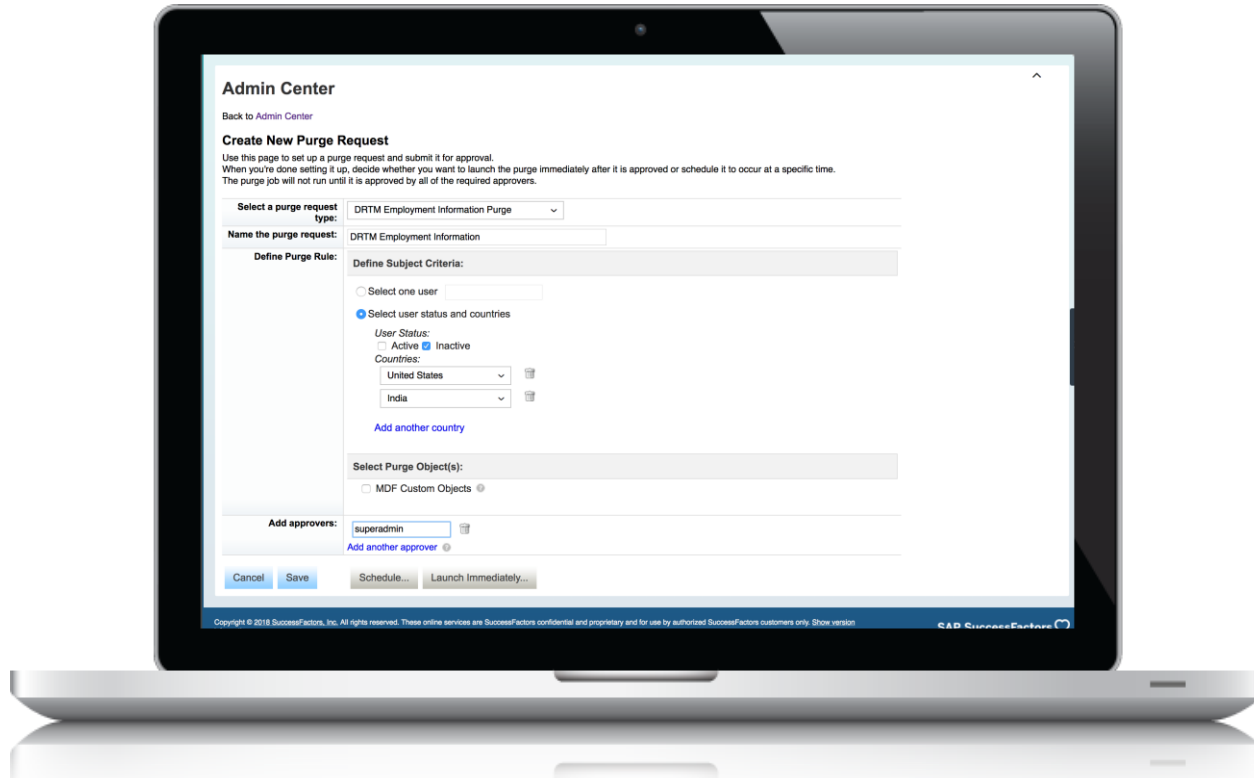 Admin Center
Back to Admin Center
Create New Purge Request
Use this page to set up a purge request and submit it for approval.
When you're done setting it up, decide whether you want to launch the purge immediately after it is approved or schedule it to occur at a specific time.
The purge job will not run until it is approved by all of the required approvers.
Select a purge request type:
DRTM Employment Information Purge
Name the purge request:
DRTM Employment Information
Define Purge Rule:
Define Subject Criteria:
Select one user
Select user status and countries
User Status:
Active Inactive
Countries:
United States
India
Add another country
Select Purge Object(s):
MDF Custom Objects
Add approvers:
superadmin
Add another approver
Cancel Save Schedule... Launch Immediately...
Copyright © 2018 SuccessFactors, Inc. All rights reserved. These online services are SuccessFactors confidential and proprietary and for use by authorized SuccessFactors customers only. Show version
SAP SuccessFactors